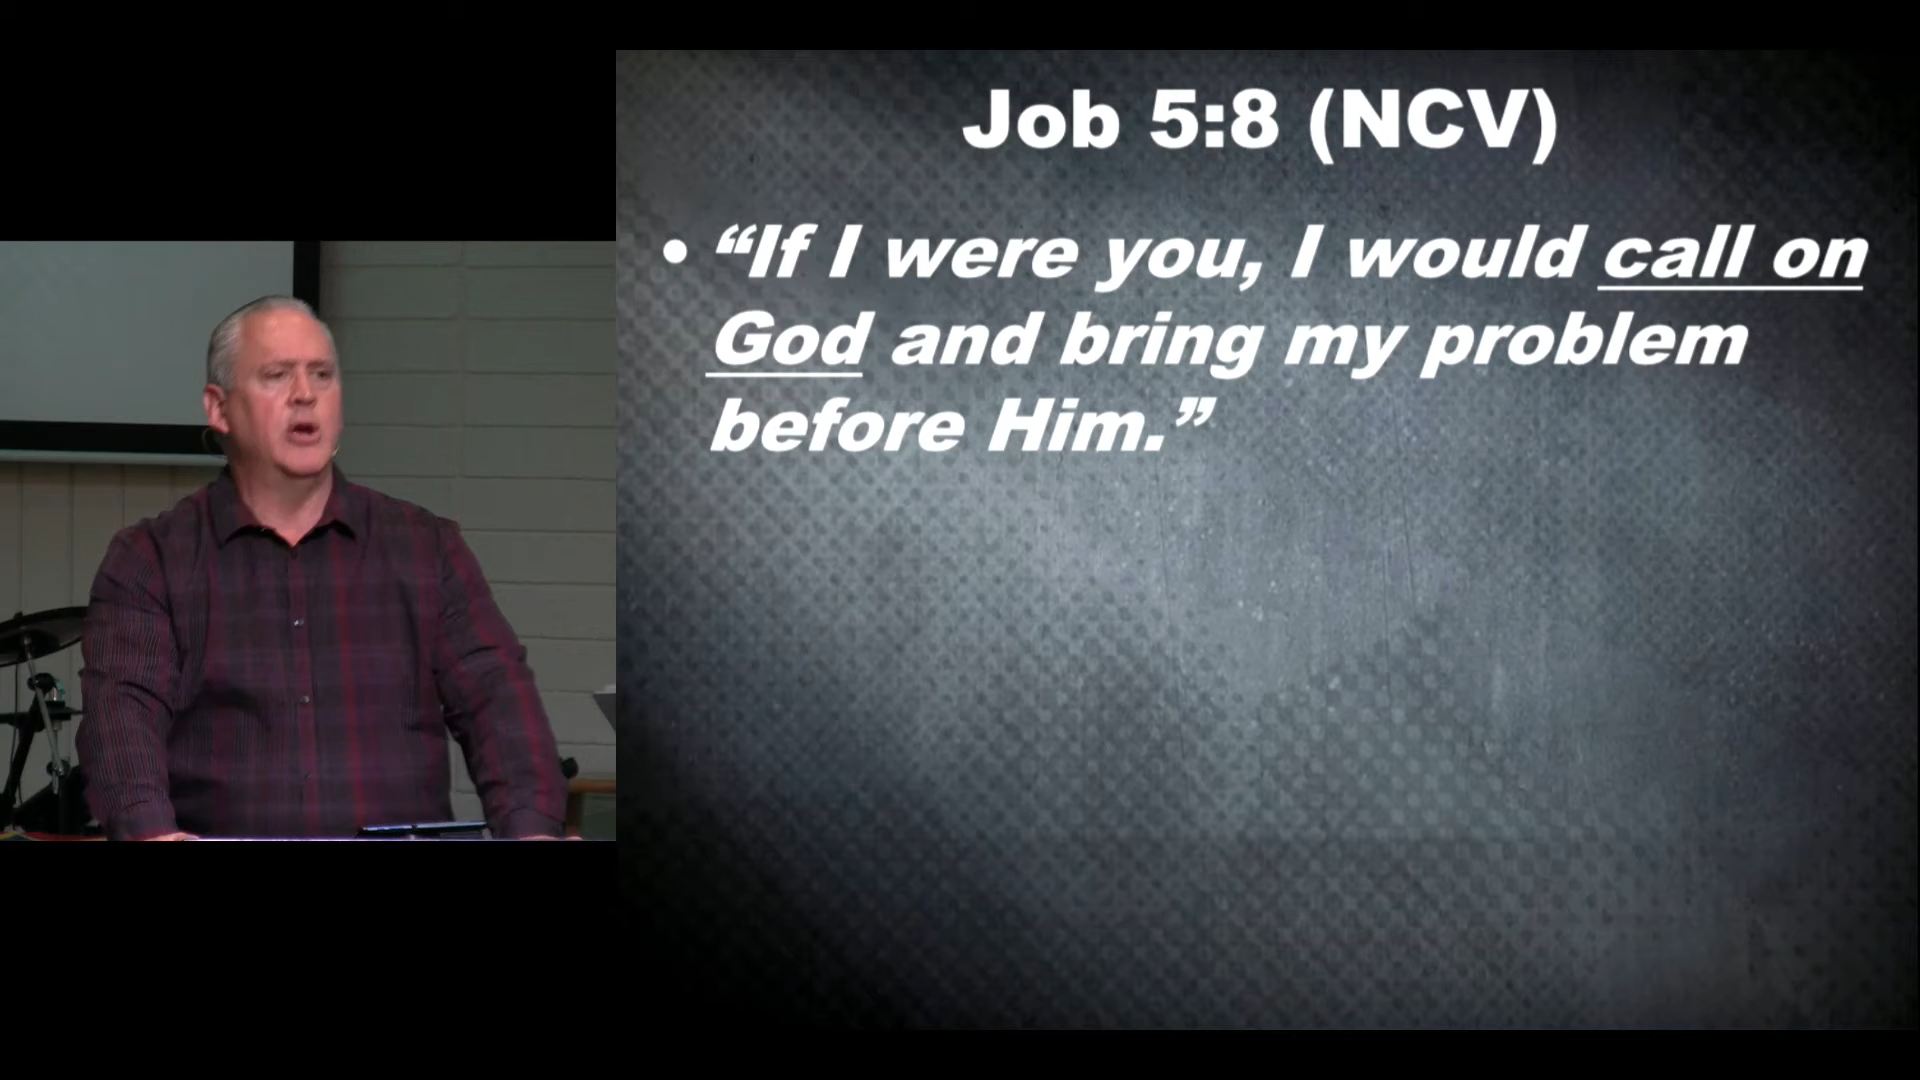 Job 5:8 (NCV)
• “If I were you, I would call on
God and bring my problem
before Him.”